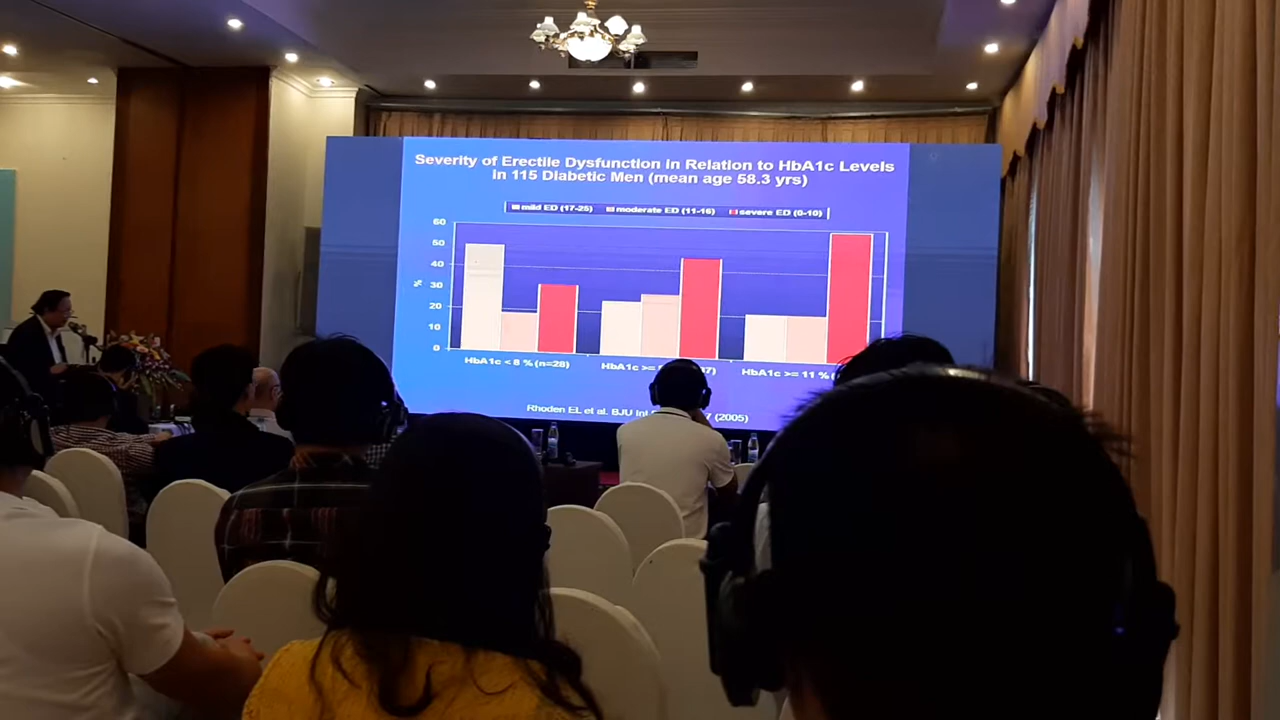 Severity of Erectile Dysfunction in Relation to HbA1c Levels
in 115 Diabetic Men (mean age 58.3 yrs)
mild ED (17-25) moderate ED (11-16) severe ED (0-10)
60
50
40
30
20
10
0
%
HbA1c < 8 % (n=28) HbA1c >= HbA1c >= 11 %
Rhoden EL et al. BJU Int (2005)